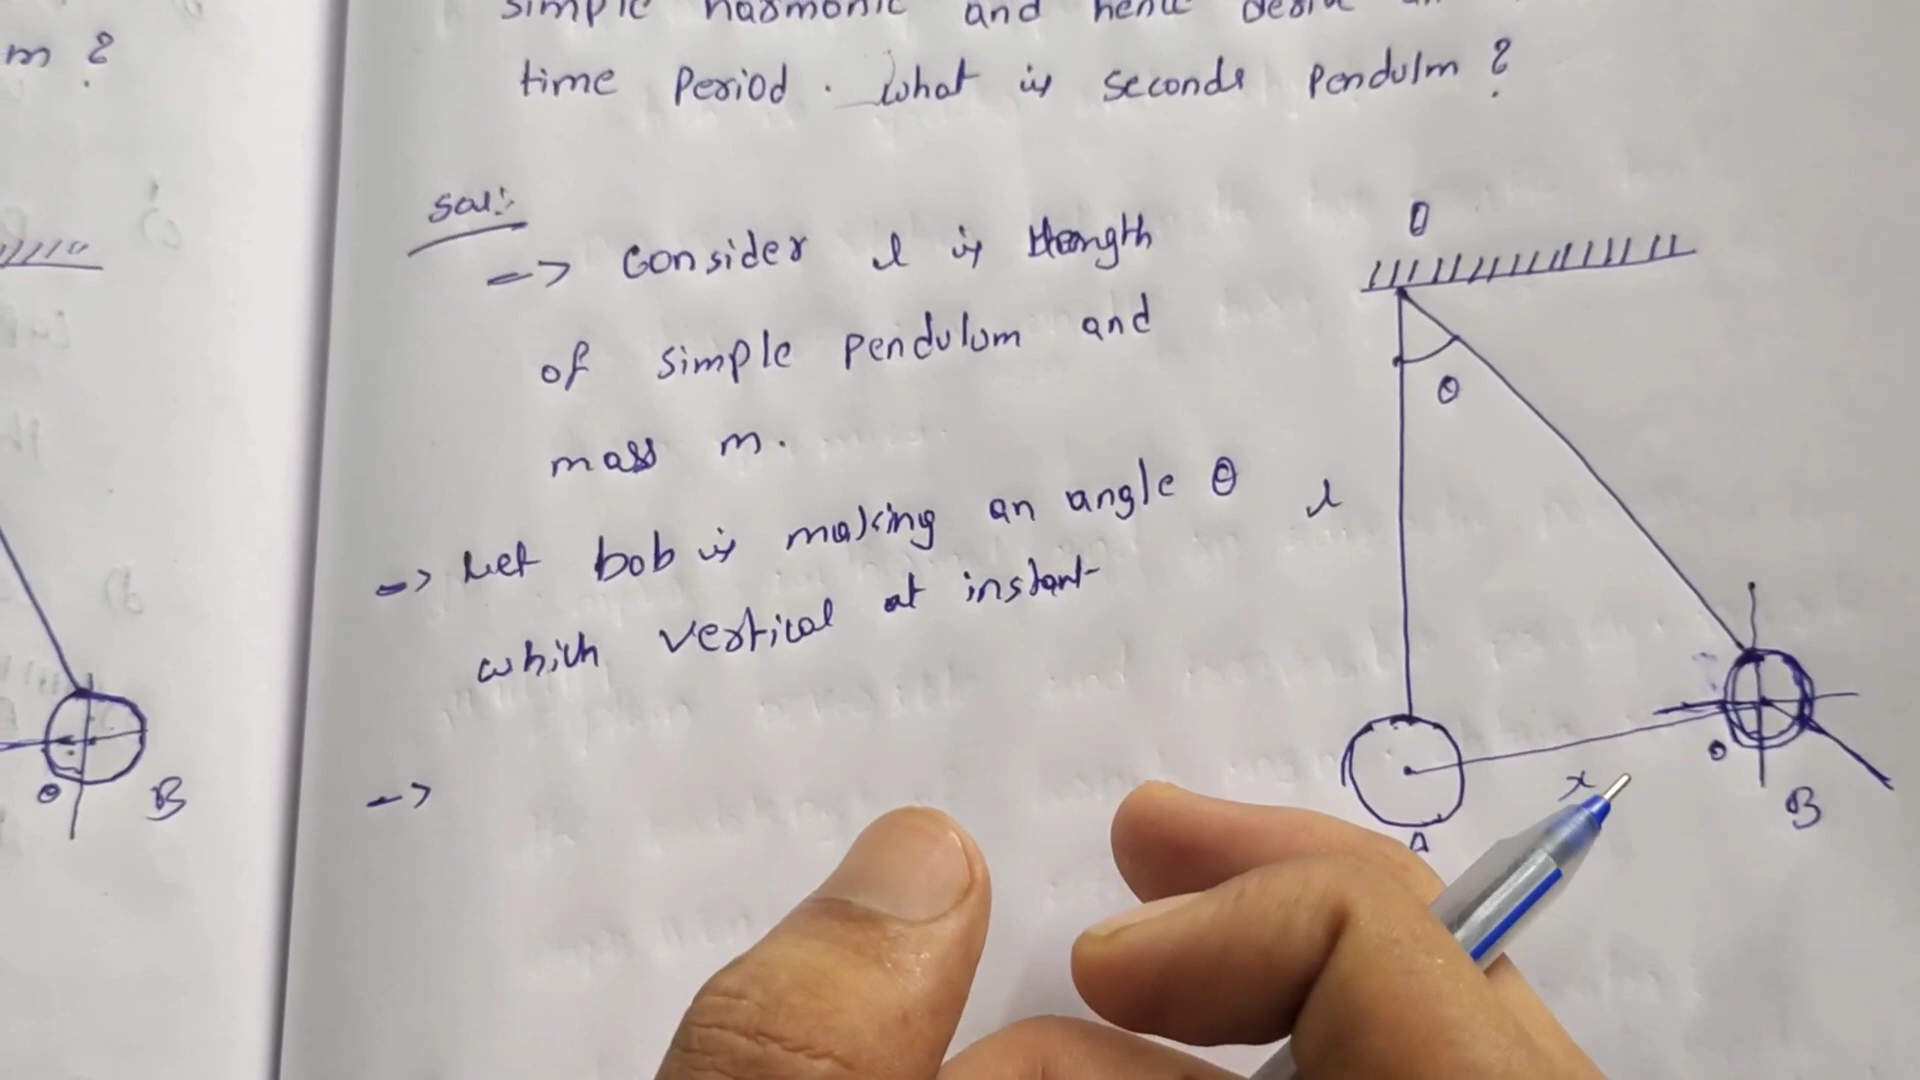 m ?
simple harmonic and hence
time Period. What is seconds Pendulm ?
Sol:
-> Consider l is length
of simple pendulum and
mass m.
-> Let bob is making an angle θ
which vertical at instant
->
O
θ
l
x
θ
A
B
θ
B